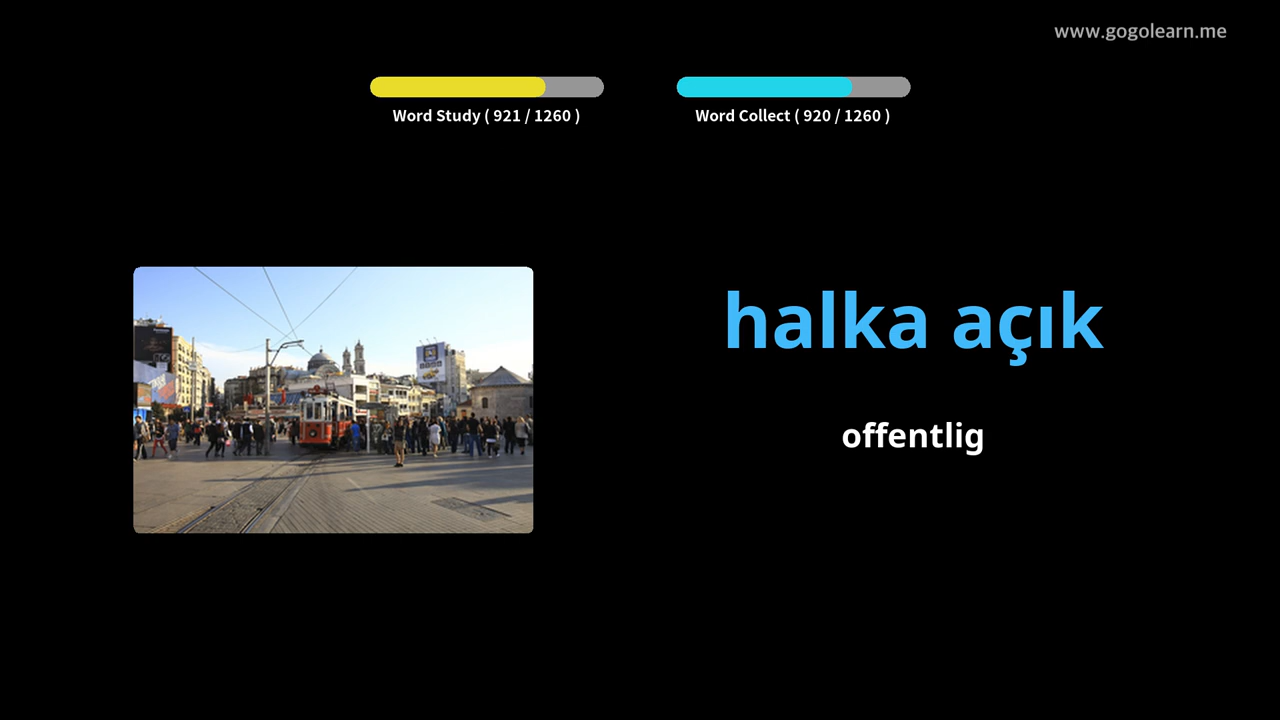 www.gogolearn.me
Word Study ( 921 / 1260 )
Word Collect ( 920 / 1260 )
halka açık
offentlig